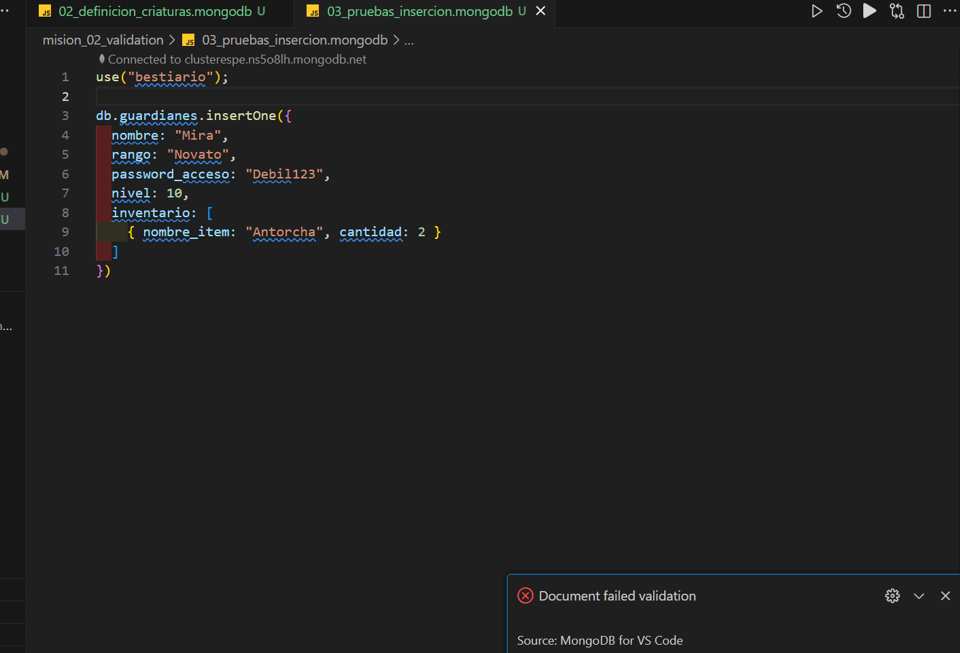 02_definicion_criaturas.mongodb U
03_pruebas_insercion.mongodb U
mision_02_validation > JS 03_pruebas_insercion.mongodb > ...
Connected to clusterespe.ns5o8lh.mongodb.net
1 use("bestiario");
2
3 db.guardianes.insertOne({
4 nombre: "Mira",
5 rango: "Novato",
6 password_acceso: "Debil123",
7 nivel: 10,
8 inventario: [
9 { nombre_item: "Antorcha", cantidad: 2 }
10 ]
11 })
M
U
U
Document failed validation
Source: MongoDB for VS Code